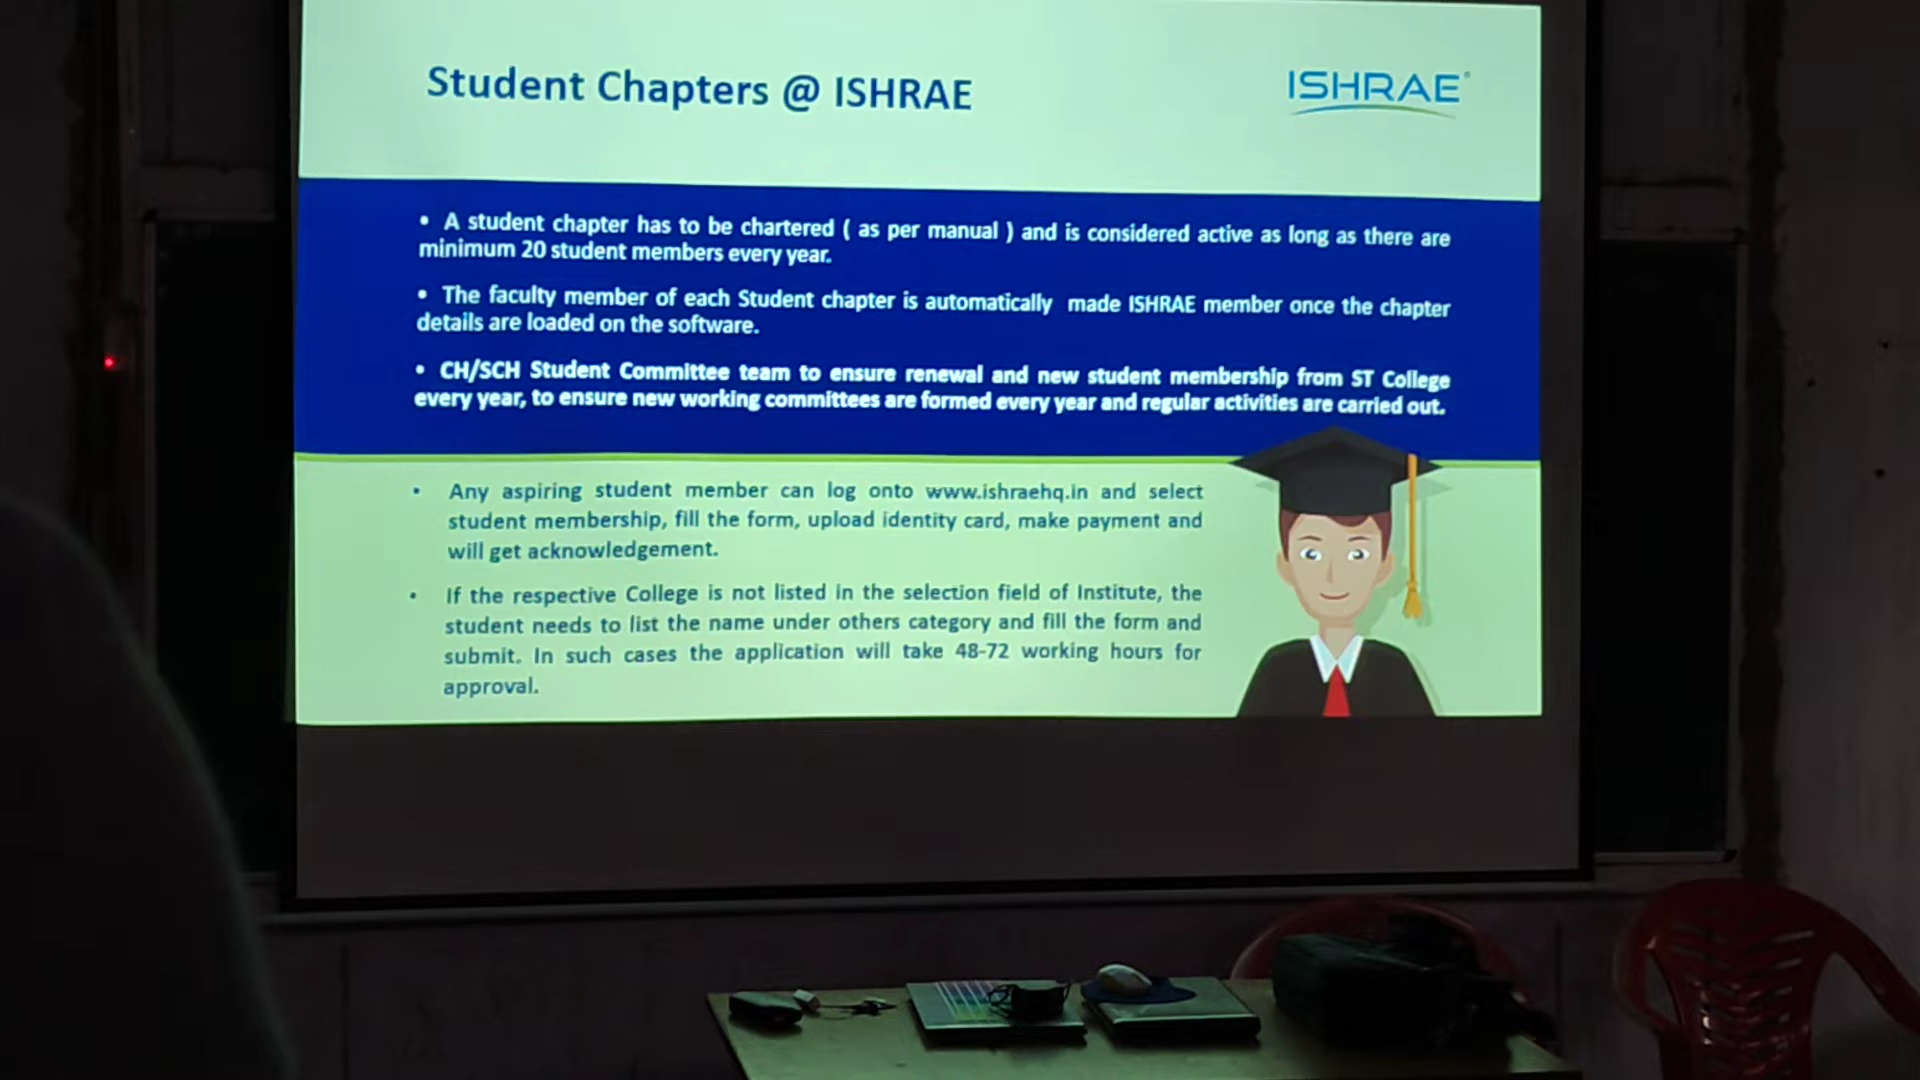 Student Chapters @ ISHRAE
ISHRAE®
• A student chapter has to be chartered ( as per manual ) and is considered active as long as there are
minimum 20 student members every year.
• The faculty member of each Student chapter is automatically made ISHRAE member once the chapter
details are loaded on the software.
• CH/SCH Student Committee team to ensure renewal and new student membership from ST College
every year, to ensure new working committees are formed every year and regular activities are carried out.
• Any aspiring student member can log onto www.ishraehq.in and select
student membership, fill the form, upload identity card, make payment and
will get acknowledgement.
• If the respective College is not listed in the selection field of Institute, the
student needs to list the name under others category and fill the form and
submit. In such cases the application will take 48-72 working hours for
approval.